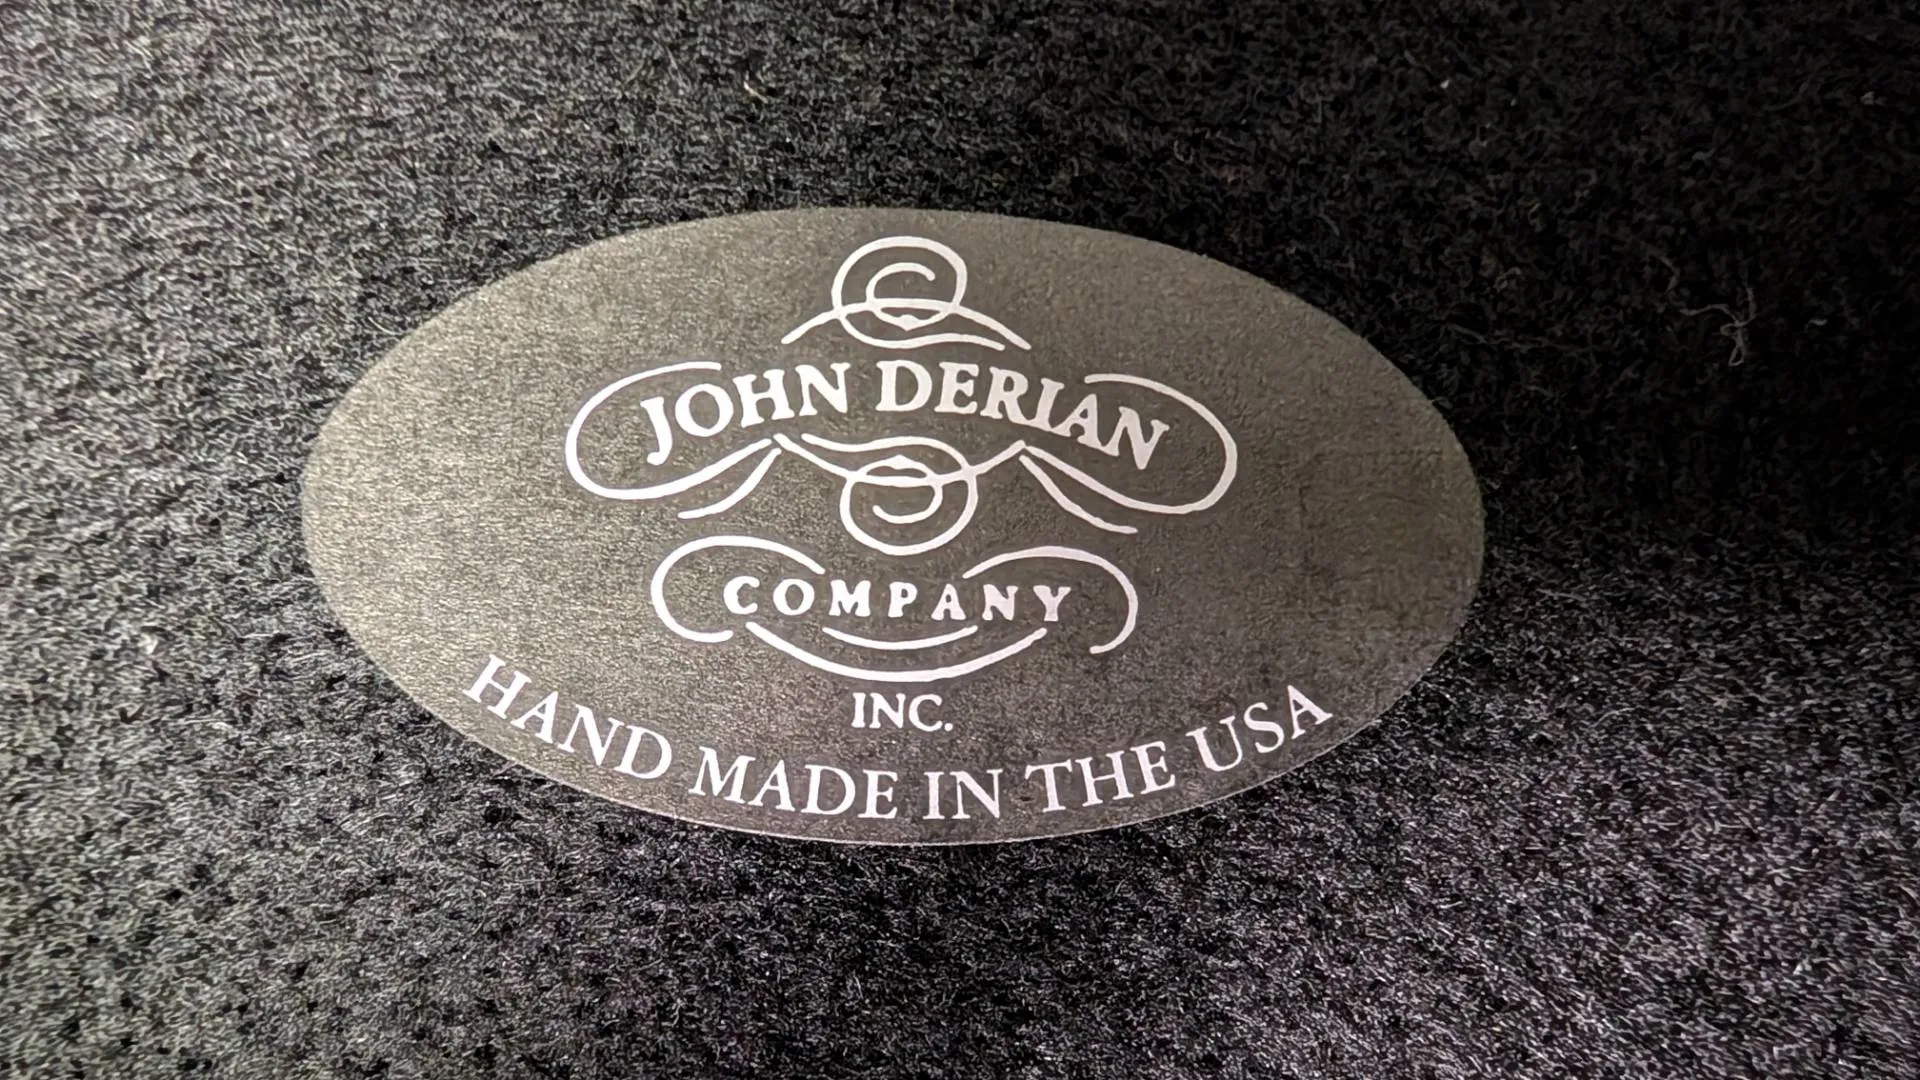 JOHN DERIAN
COMPANY
INC.
HAND MADE IN THE USA